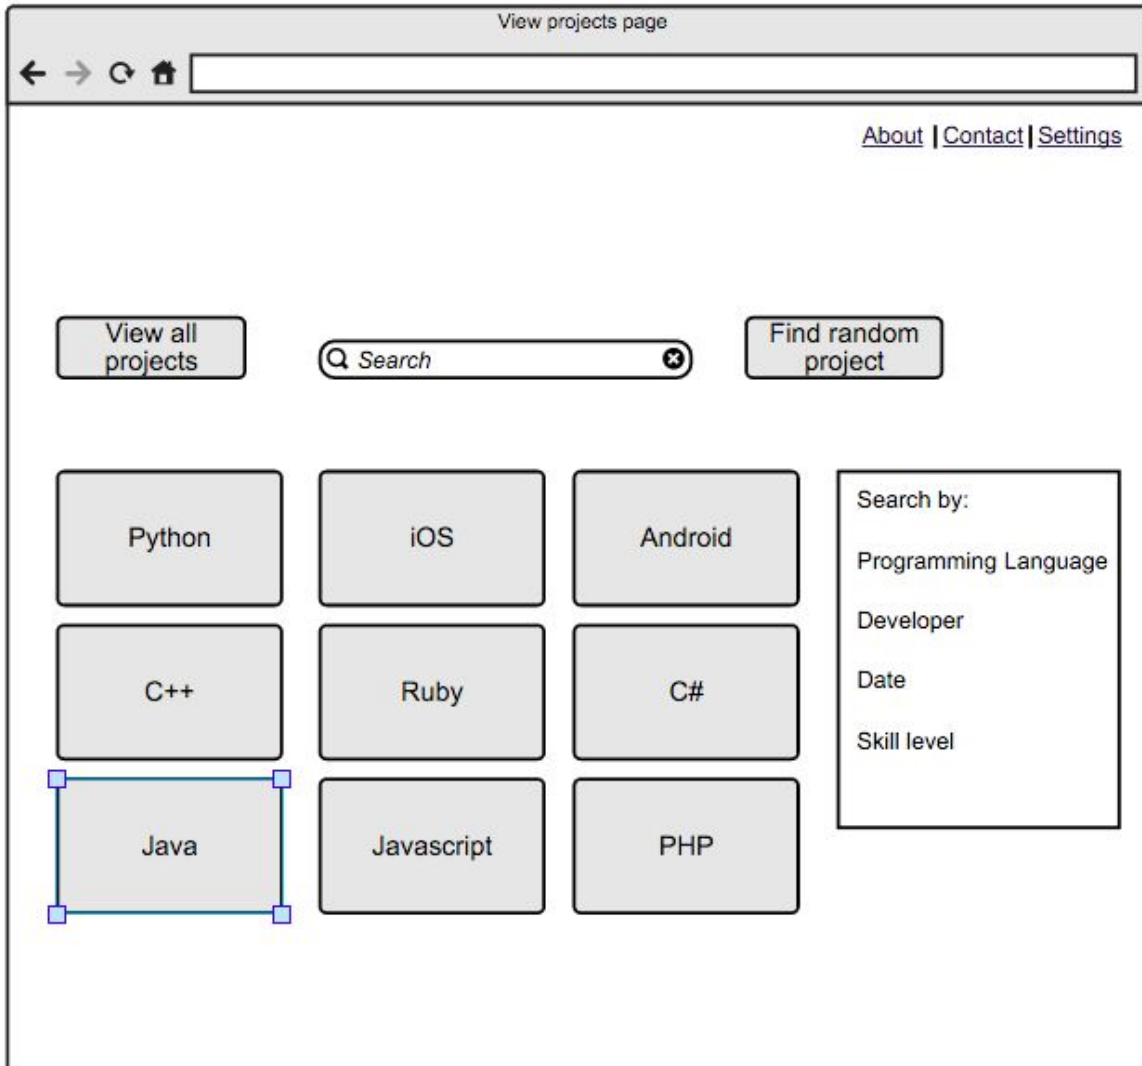 View projects page
About | Contact | Settings
View all
projects
Search
Find random
project
Python
iOS
Android
Search by:
Programming Language
Developer
Date
Skill level
C++
Ruby
C#
Java
Javascript
PHP